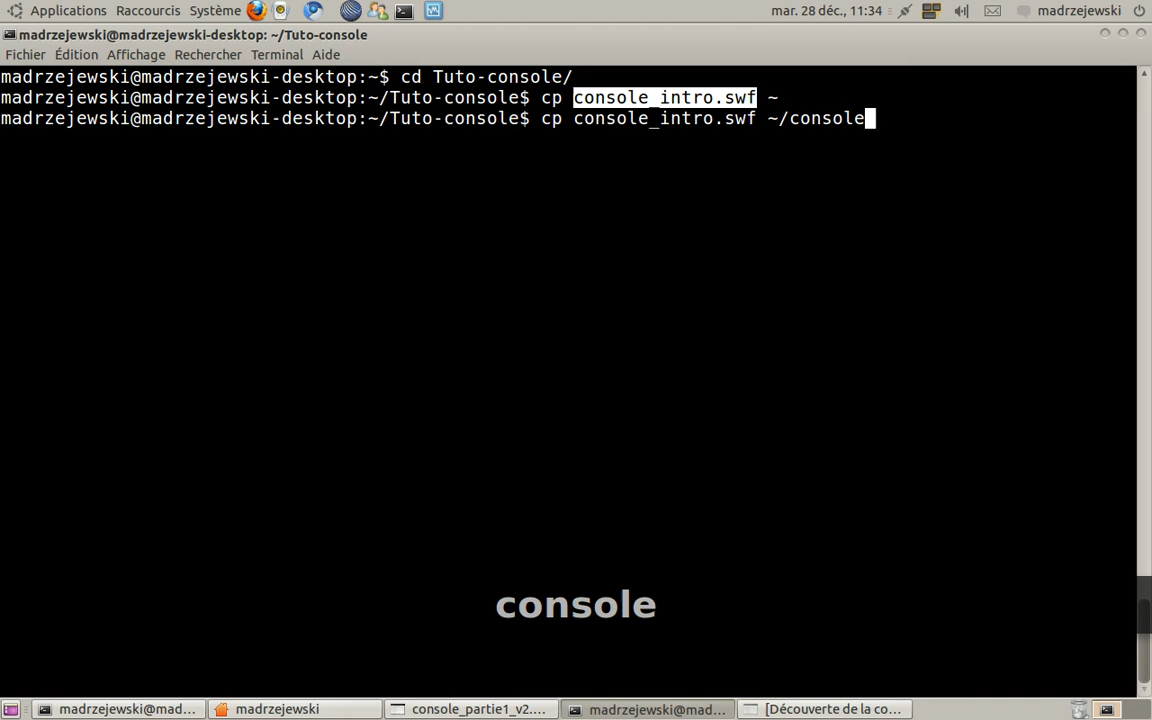 Applications Raccourcis Système mar. 28 déc., 11:34 madrzejewski
madrzejewski@madrzejewski-desktop: ~/Tuto-console
Fichier Édition Affichage Rechercher Terminal Aide
madrzejewski@madrzejewski-desktop:~$ cd Tuto-console/
madrzejewski@madrzejewski-desktop:~/Tuto-console$ cp console_intro.swf ~
madrzejewski@madrzejewski-desktop:~/Tuto-console$ cp console_intro.swf ~/console
console
madrzejewski@mad... madrzejewski console_partie1_v2.... madrzejewski@mad... [Découverte de la co...